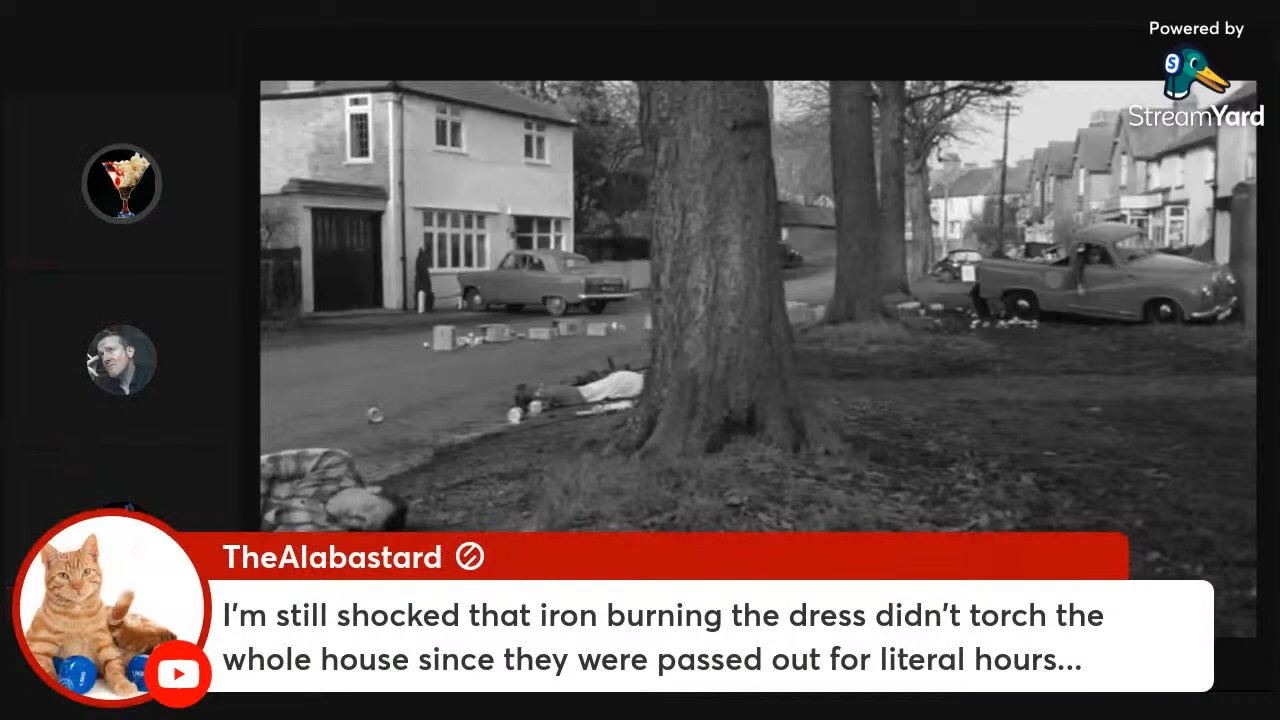 Powered by
StreamYard
TheAlabastard
I'm still shocked that iron burning the dress didn't torch the
whole house since they were passed out for literal hours...